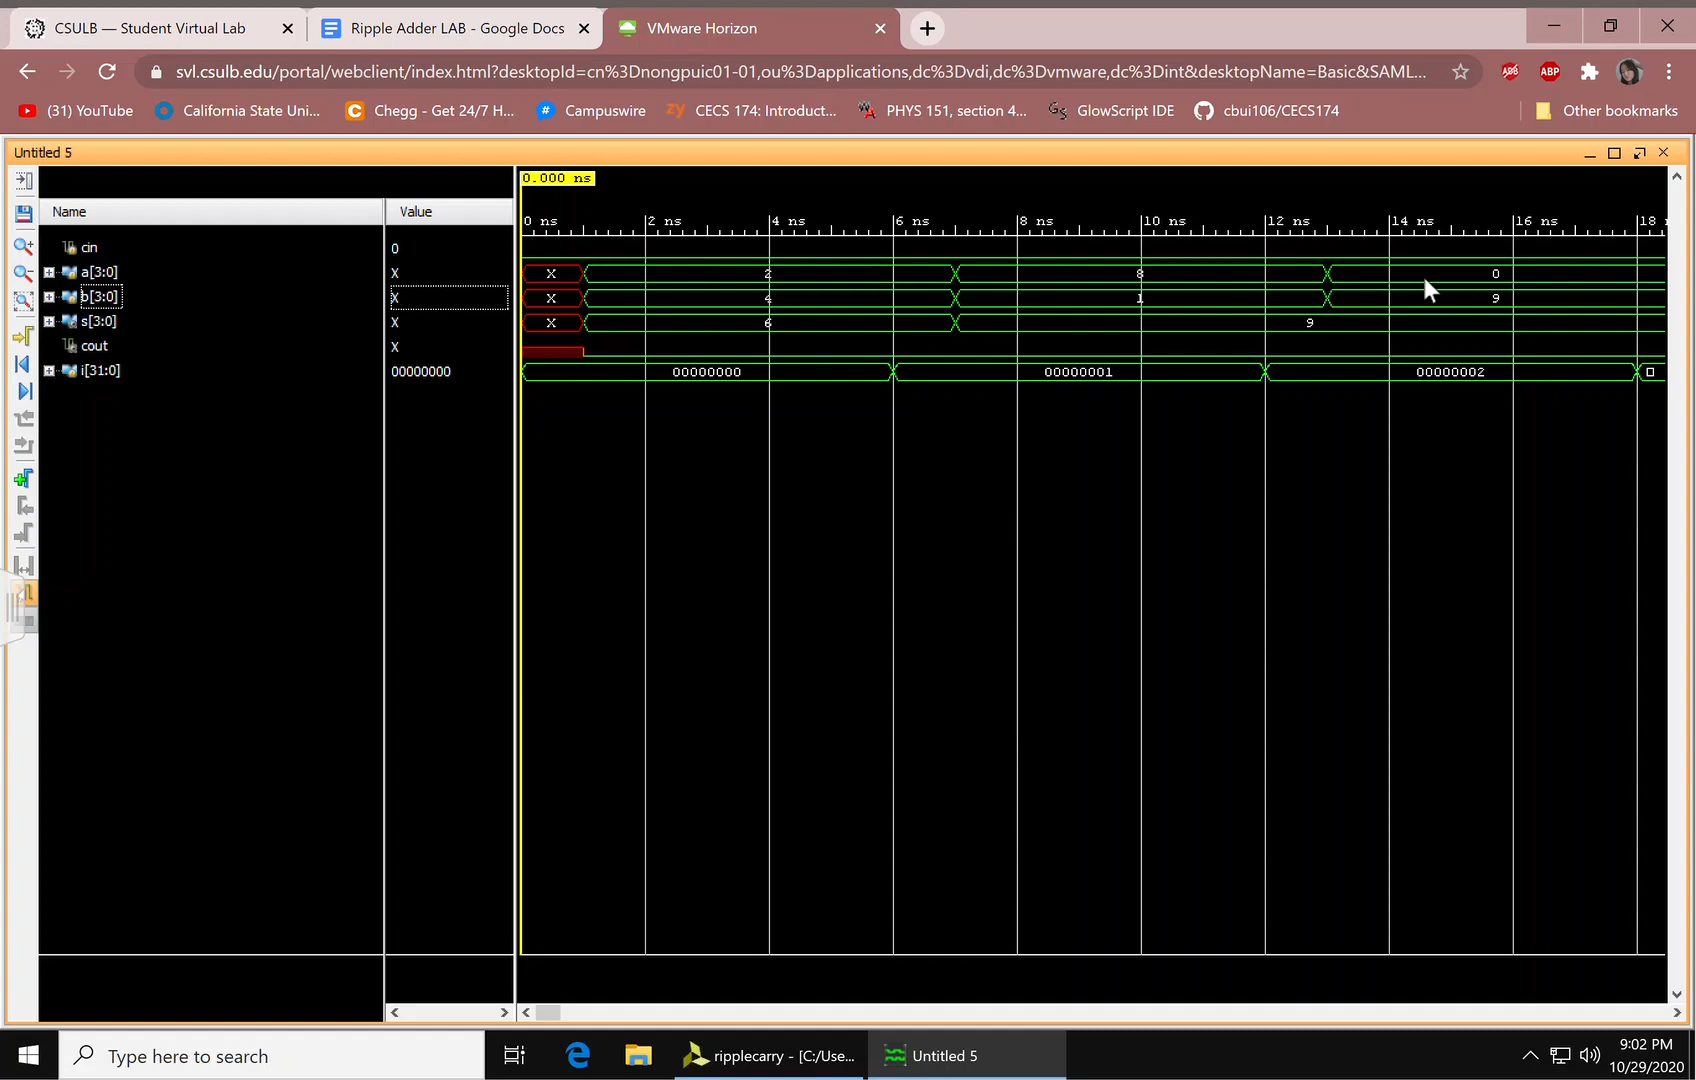 CSULB — Student Virtual Lab
Ripple Adder LAB - Google Docs
VMware Horizon
svl.csulb.edu/portal/webclient/index.html?desktopId=cn%3Dnongpuic01-01,ou%3Dapplications,dc%3Dvdi,dc%3Dvmware,dc%3Dint&desktopName=Basic&SAML...
ABP
(31) YouTube
California State Uni...
Chegg - Get 24/7 H...
Campuswire
zy CECS 174: Introduct...
PHYS 151, section 4...
GlowScript IDE
cbui106/CECS174
Other bookmarks
Untitled 5
0.000 ns
Name Value
0 ns 2 ns 4 ns 6 ns 8 ns 10 ns 12 ns 14 ns 16 ns 18
cin 0
a[3:0] X X 2 8 0
b[3:0] X X 4 1 9
s[3:0] X X 6 9
cout X
i[31:0] 00000000 00000000 00000001 00000002
Type here to search
ripplecarry - [C:/Use...
Untitled 5
9:02 PM
10/29/2020